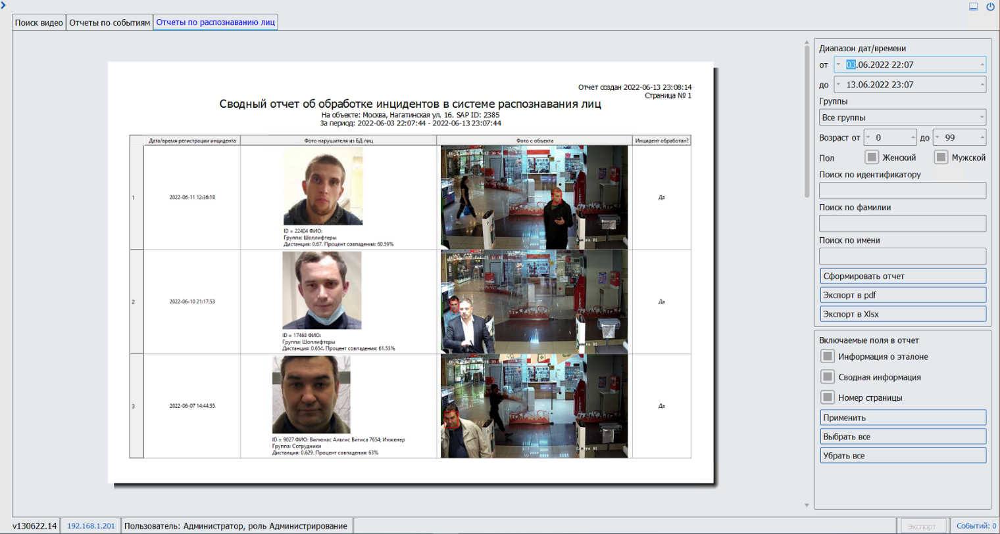 Поиск видео
Отчеты по событиям
Отчеты по распознаванию лиц
Отчет создан 2022-06-13 23:08:14
Страница № 1
Сводный отчет об обработке инцидентов в системе распознавания лиц
На объекте: Москва, Нагатинская ул. 16. SAP ID: 2385
За период: 2022-06-03 22:07:44 - 2022-06-13 23:07:44
Дата/время регистрации инцидента
Фото нарушителя из БД лиц
Фото с объекта
Инцидент обработан?
1
2022-06-11 12:36:18
ID = 22404 ФИО:
Группа: Шоплифтеры
Дистанция: 0.67. Процент совпадения: 60.59%
Да
2
2022-06-10 21:17:53
ID = 17468 ФИО:
Группа: Шоплифтеры
Дистанция: 0.654. Процент совпадения: 61.53%
Да
3
2022-06-07 14:44:55
ID = 9027 ФИО: Вилюнас Альгис Витиса 7654; Инженер
Группа: Сотрудники
Дистанция: 0.629. Процент совпадения: 63%
Да
Диапазон дат/времени
от 03.06.2022 22:07
до 13.06.2022 23:07
Группы
Все группы
Возраст от 0 до 99
Пол Женский Мужской
Поиск по идентификатору
Поиск по фамилии
Поиск по имени
Сформировать отчет
Экспорт в pdf
Экспорт в Xlsx
Включаемые поля в отчет
Информация о эталоне
Сводная информация
Номер страницы
Применить
Выбрать все
Убрать все
v130622.14
192.168.1.201
Пользователь: Администратор, роль Администрирование
Экспорт
Событий: 0